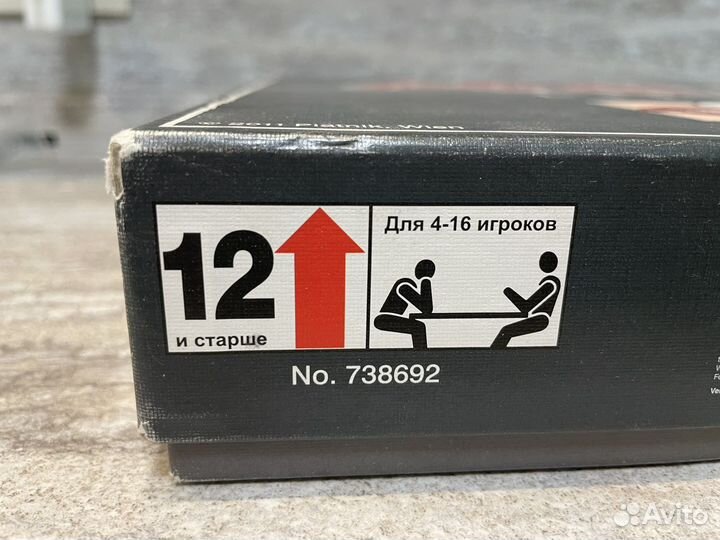 © 2011 Piatnik, Wien
12
и старше
Для 4-16 игроков
No. 738692
Avito